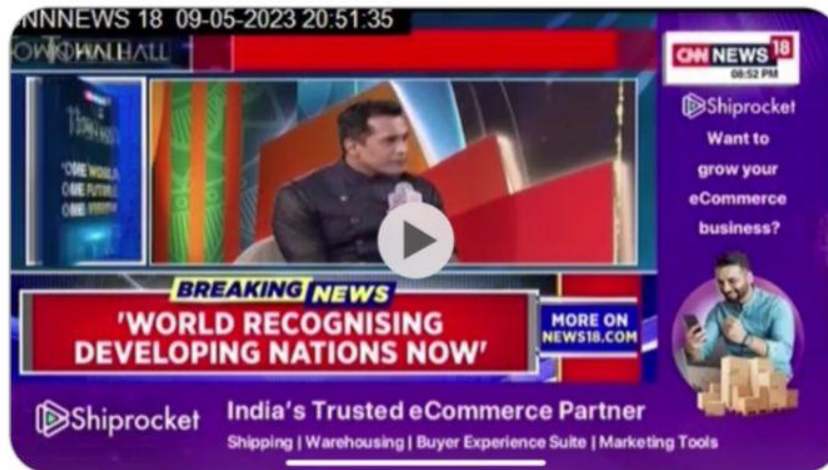 NNNEWS 18 09-05-2023 20:51:35
TOWNHALL
CNN NEWS 18
08:52 PM
Shiprocket
Want to
grow your
eCommerce
business?
BREAKING NEWS
'WORLD RECOGNISING
DEVELOPING NATIONS NOW'
MORE ON
NEWS18.COM
Shiprocket
India's Trusted eCommerce Partner
Shipping | Warehousing | Buyer Experience Suite | Marketing Tools